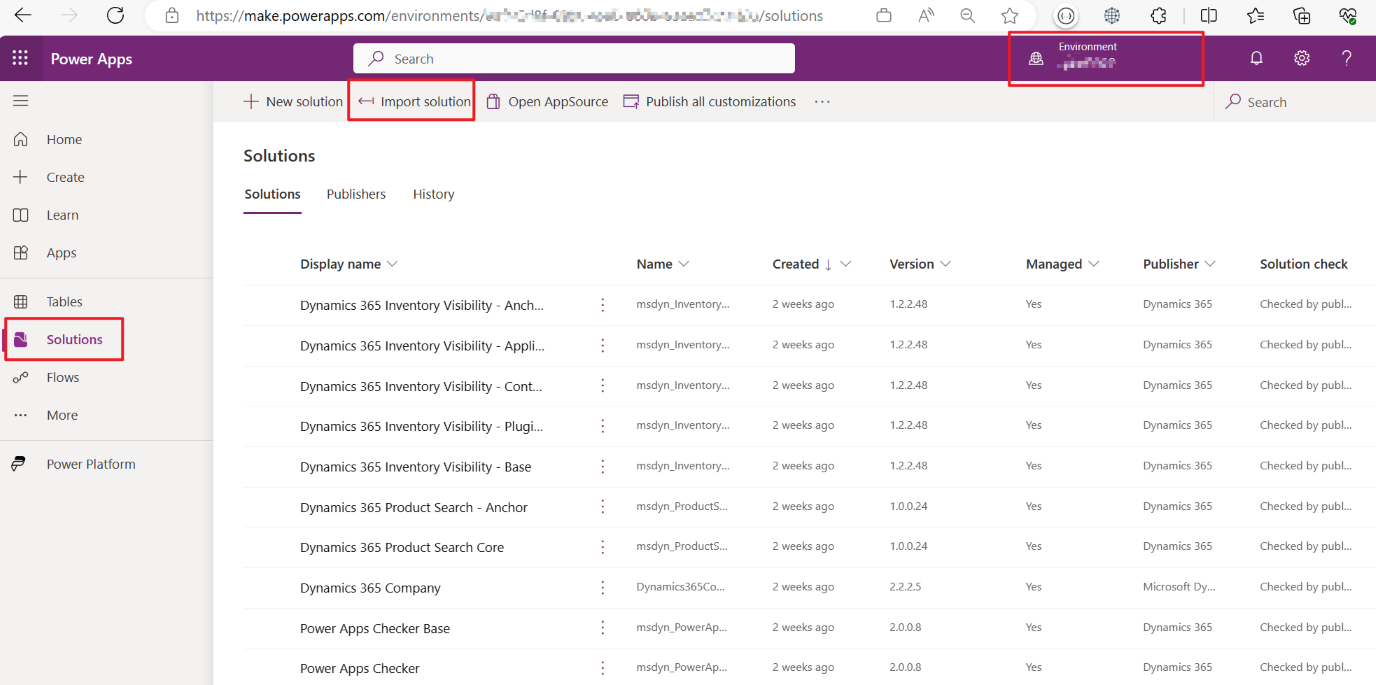 https://make.powerapps.com/environments/ /solutions
Power Apps
Search
Environment
New solution
Import solution
Open AppSource
Publish all customizations
Search
Home
Create
Learn
Apps
Tables
Solutions
Flows
More
Power Platform
Solutions
Solutions Publishers History
Display name Name Created Version Managed Publisher Solution check
Dynamics 365 Inventory Visibility - Anch... msdyn_Inventory... 2 weeks ago 1.2.2.48 Yes Dynamics 365 Checked by publ...
Dynamics 365 Inventory Visibility - Appli... msdyn_Inventory... 2 weeks ago 1.2.2.48 Yes Dynamics 365 Checked by publ...
Dynamics 365 Inventory Visibility - Cont... msdyn_Inventory... 2 weeks ago 1.2.2.48 Yes Dynamics 365 Checked by publ...
Dynamics 365 Inventory Visibility - Plugi... msdyn_Inventory... 2 weeks ago 1.2.2.48 Yes Dynamics 365 Checked by publ...
Dynamics 365 Inventory Visibility - Base msdyn_Inventory... 2 weeks ago 1.2.2.48 Yes Dynamics 365 Checked by publ...
Dynamics 365 Product Search - Anchor msdyn_ProductS... 2 weeks ago 1.0.0.24 Yes Dynamics 365 Checked by publ...
Dynamics 365 Product Search Core msdyn_ProductS... 2 weeks ago 1.0.0.24 Yes Dynamics 365 Checked by publ...
Dynamics 365 Company Dynamics365Co... 2 weeks ago 2.2.2.5 Yes Microsoft Dy... Checked by publ...
Power Apps Checker Base msdyn_PowerAp... 2 weeks ago 2.0.0.8 Yes Dynamics 365 Checked by publ...
Power Apps Checker msdyn_PowerAp... 2 weeks ago 2.0.0.8 Yes Dynamics 365 Checked by publ...